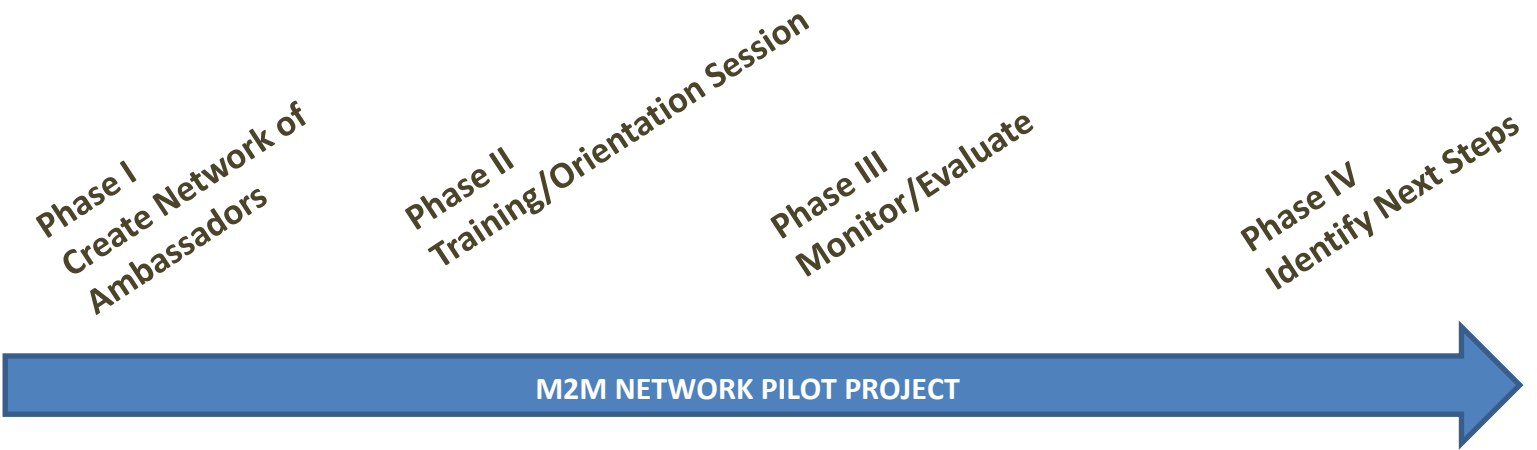 Phase I
Create Network of
Ambassadors
Phase II
Training/Orientation Session
Phase III
Monitor/Evaluate
Phase IV
Identify Next Steps
M2M NETWORK PILOT PROJECT